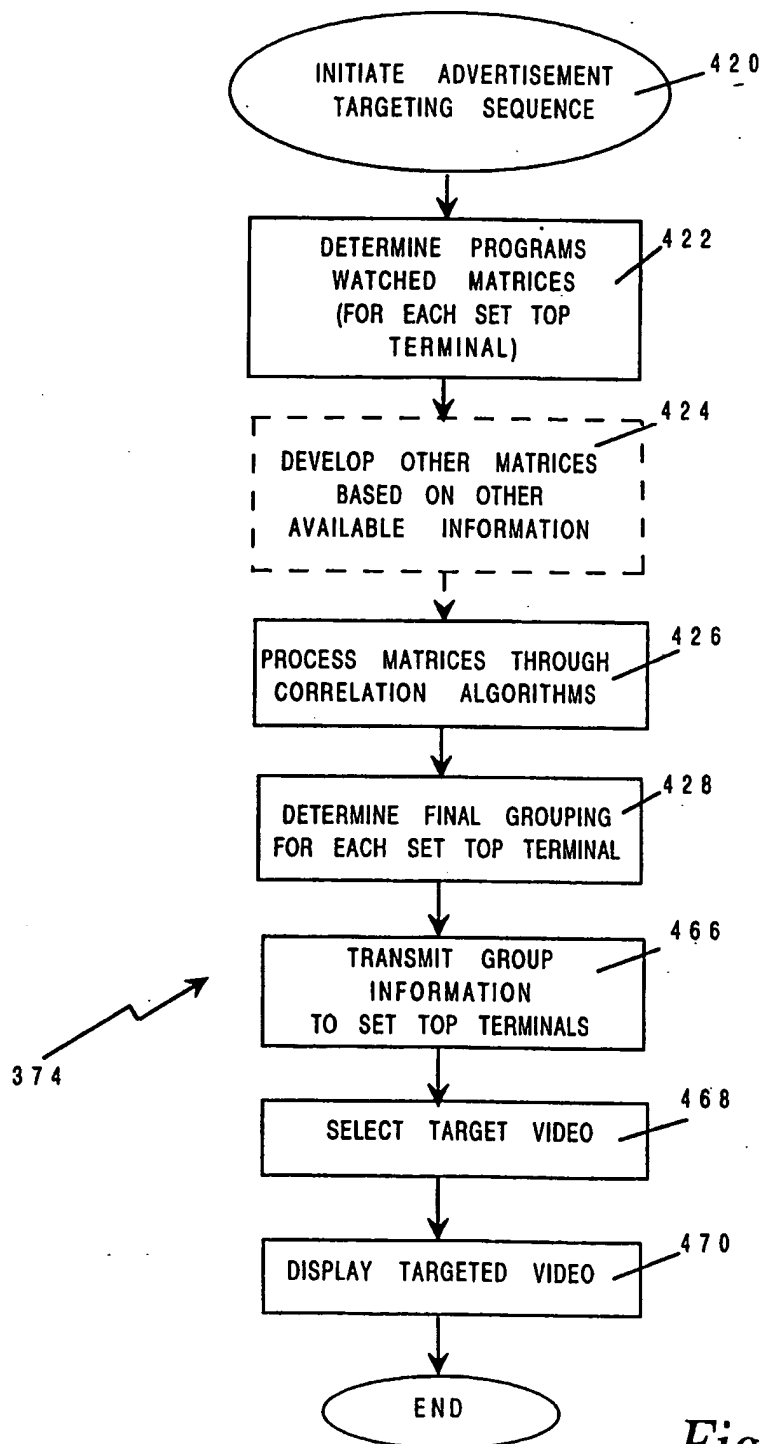 INITIATE ADVERTISEMENT
TARGETING SEQUENCE
420
DETERMINE PROGRAMS
WATCHED MATRICES
(FOR EACH SET TOP
TERMINAL)
422
DEVELOP OTHER MATRICES
BASED ON OTHER
AVAILABLE INFORMATION
424
PROCESS MATRICES THROUGH
CORRELATION ALGORITHMS
426
DETERMINE FINAL GROUPING
FOR EACH SET TOP TERMINAL
428
TRANSMIT GROUP
INFORMATION
TO SET TOP TERMINALS
466
374
SELECT TARGET VIDEO
468
DISPLAY TARGETED VIDEO
470
END
Fig